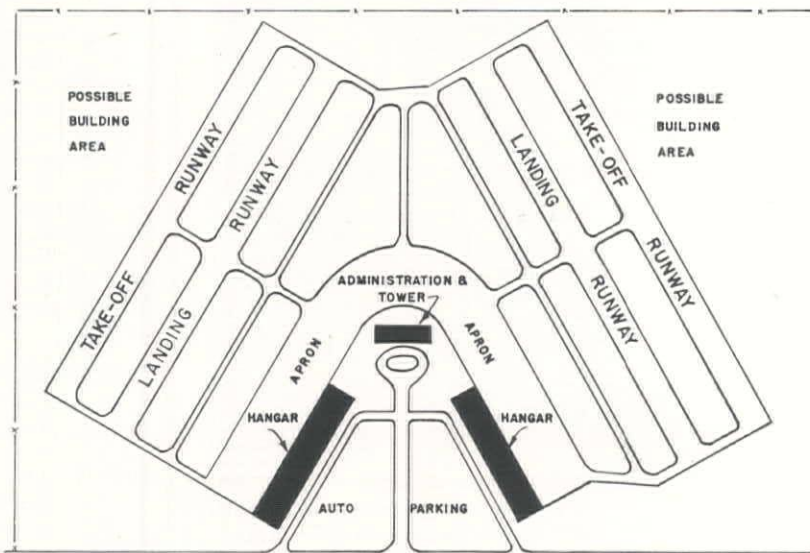 POSSIBLE
BUILDING
AREA
POSSIBLE
BUILDING
AREA
TAKE-OFF RUNWAY
LANDING RUNWAY
LANDING RUNWAY
TAKE-OFF RUNWAY
ADMINISTRATION &
TOWER
APRON
APRON
HANGAR
HANGAR
AUTO PARKING